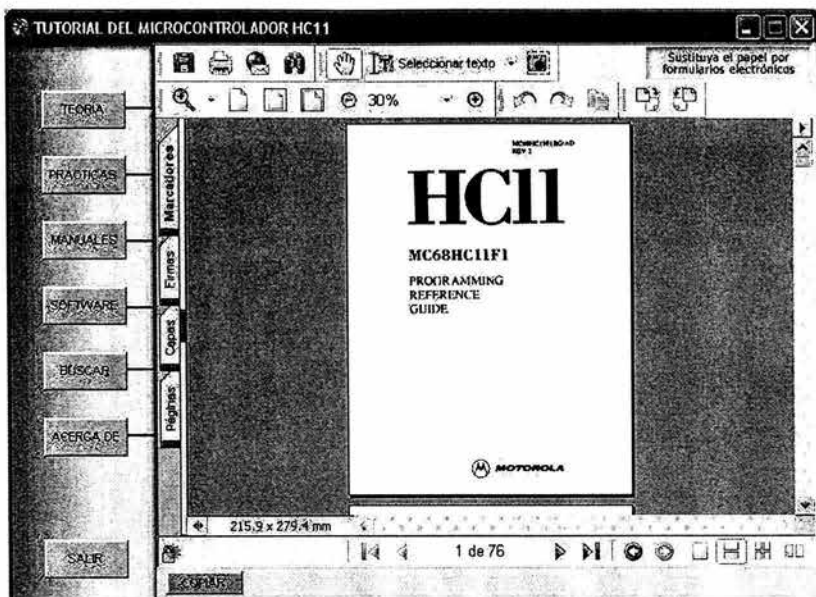 TUTORIAL DEL MICROCONTROLADOR HC11
Seleccionar texto
Sustituya el papel por
formularios electrónicos
30%
TEORIA
PRACTICAS
MANUALES
SOFTWARE
BUSCAR
ACERCA DE
SALIR
Marcadores
Firmas
Capas
Páginas
REV 1
HC11
MC68HC11F1
PROGRAMMING
REFERENCE
GUIDE
MOTOROLA
215.9 x 279.4 mm
1 de 76
COPIAR